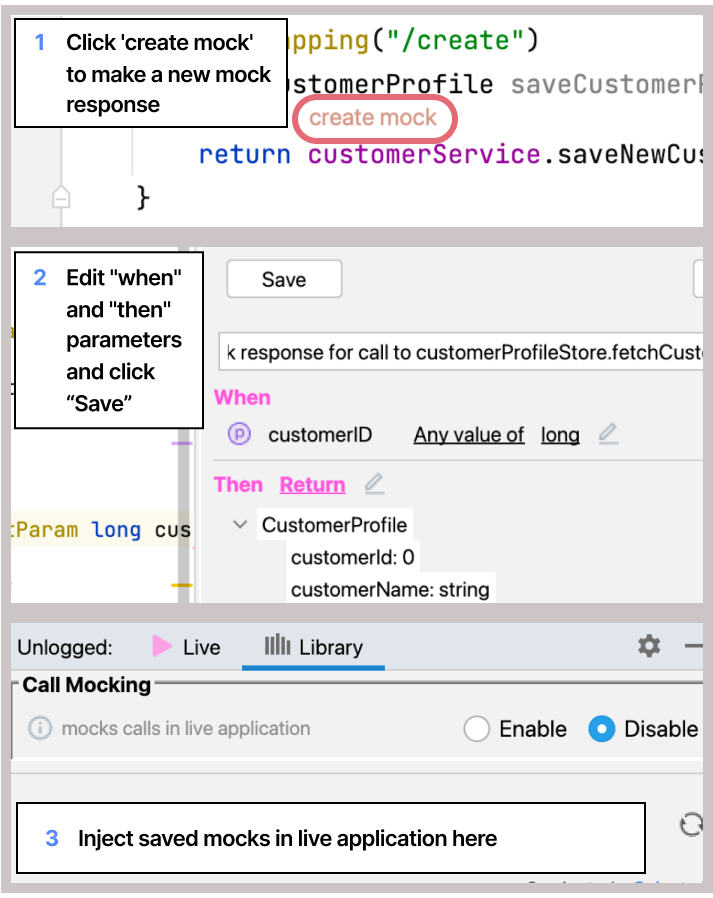 1 Click 'create mock'
to make a new mock
response
apping("/create")
stomerProfile saveCustomerP
create mock
return customerService.saveNewCus
}
2 Edit "when"
and "then"
parameters
and click
“Save”
Save
k response for call to customerProfileStore.fetchCusto
When
P customerID Any value of long
Then Return
tParam long cus
CustomerProfile
customerId: 0
customerName: string
Unlogged: Live Library
Call Mocking
mocks calls in live application Enable Disable
3 Inject saved mocks in live application here